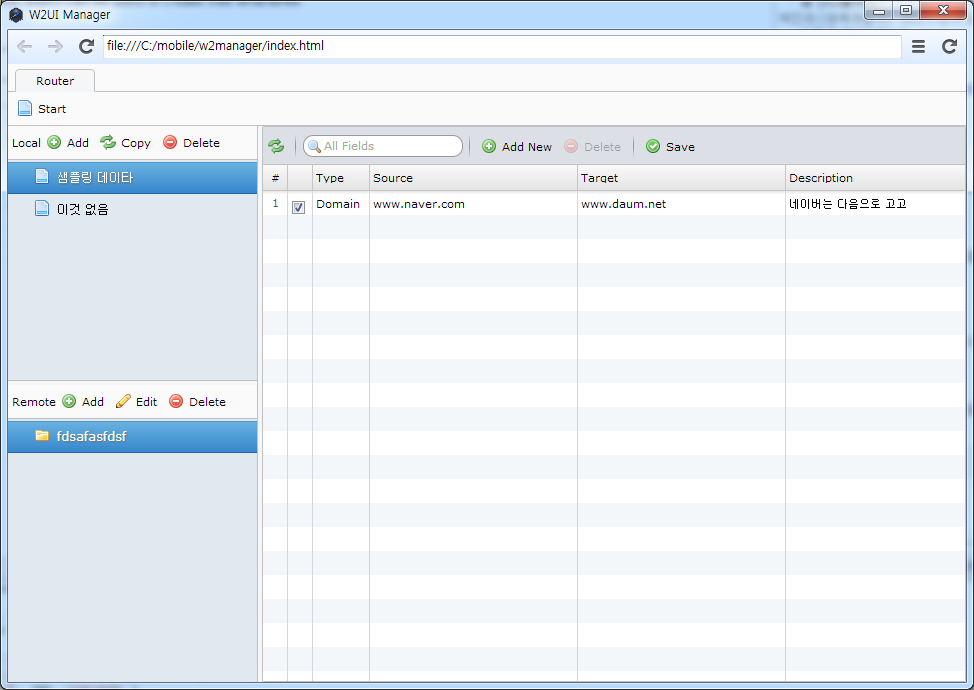 W2UI Manager
file:///C:/mobile/w2manager/index.html
Router
Start
Local Add Copy Delete
샘플링 데이타
이것 없음
Remote Add Edit Delete
fdsafasfdsf
All Fields Add New Delete Save
# Type Source Target Description
1 Domain www.naver.com www.daum.net 네이버는 다음으로 고고